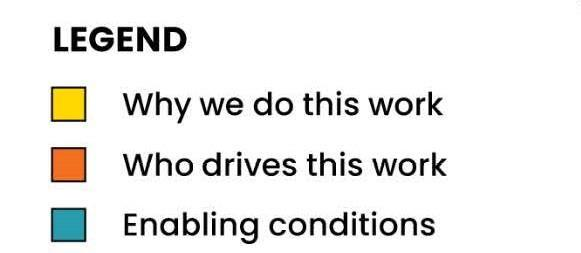 LEGEND
Why we do this work
Who drives this work
Enabling conditions